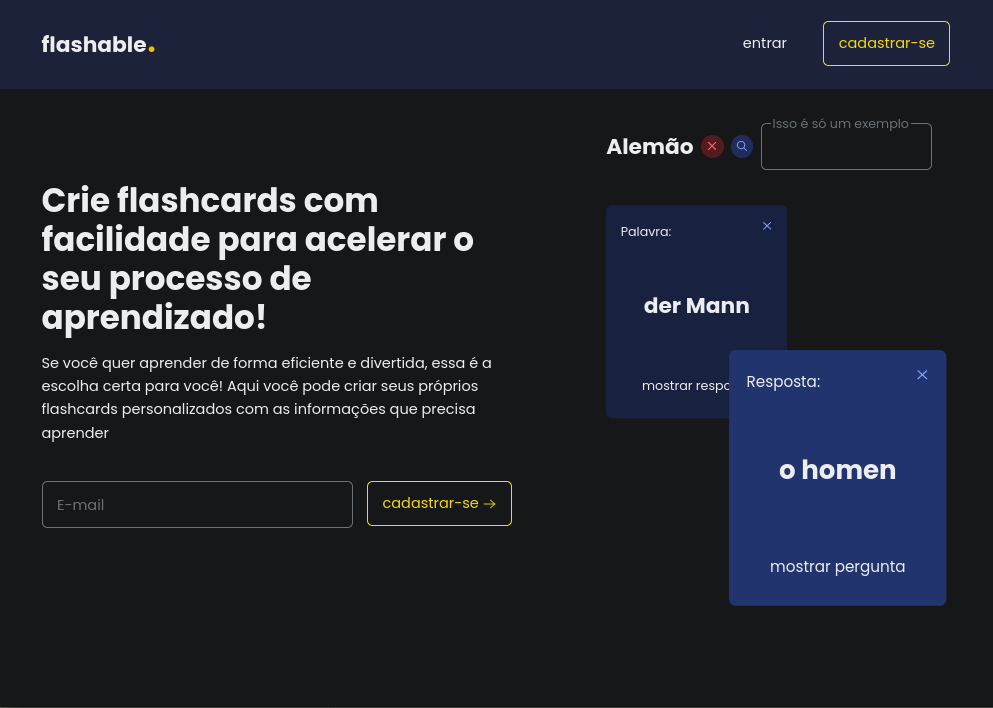 flashable.
entrar
cadastrar-se
Crie flashcards com
facilidade para acelerar o
seu processo de
aprendizado!
Se você quer aprender de forma eficiente e divertida, essa é a
escolha certa para você! Aqui você pode criar seus próprios
flashcards personalizados com as informações que precisa
aprender
E-mail
cadastrar-se →
Alemão
Isso é só um exemplo
Palavra:
der Mann
mostrar respo
Resposta:
o homen
mostrar pergunta